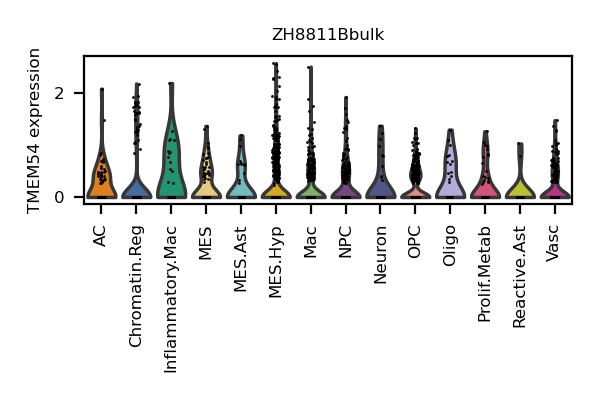 ZH8811Bbulk
TMEM54 expression
2
0
AC
Chromatin.Reg
Inflammatory.Mac
MES
MES.Ast
MES.Hyp
Mac
NPC
Neuron
OPC
Oligo
Prolif.Metab
Reactive.Ast
Vasc